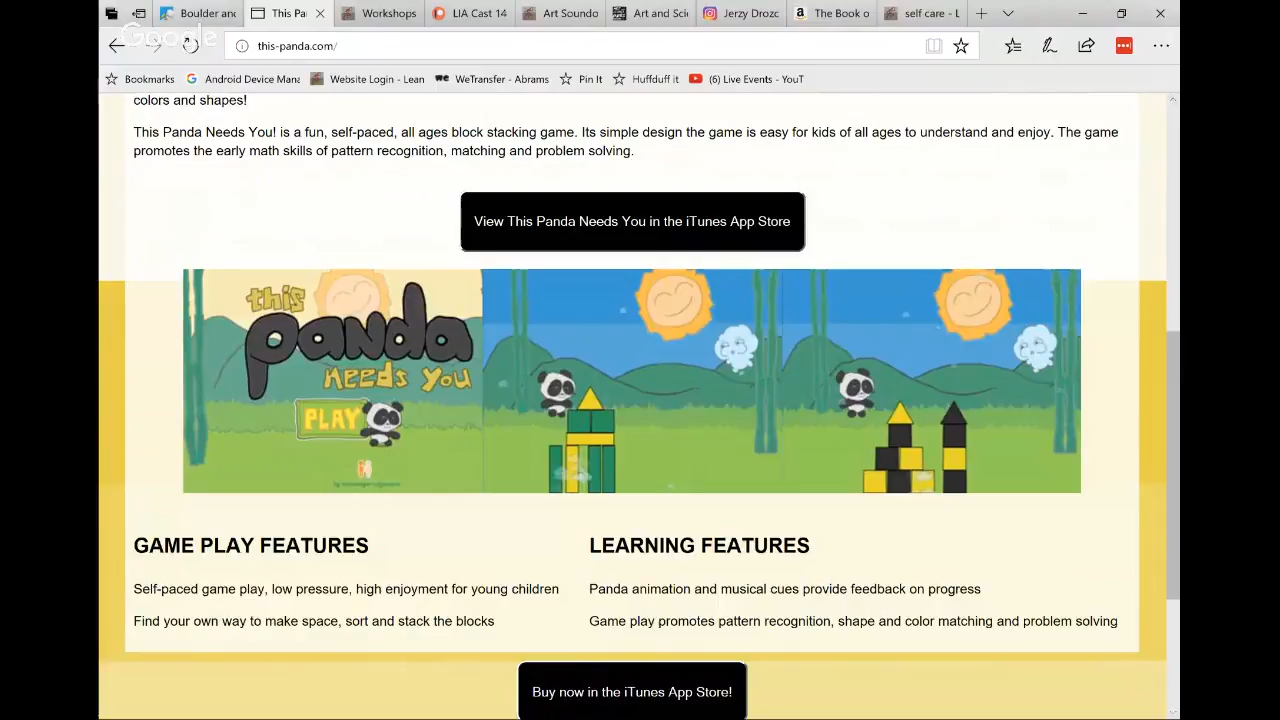 Boulder and
This Pa
Workshops
LIA Cast 14
Art Soundo
Art and Sci
Jerzy Drozc
The Book o
self care - L
Google
this-panda.com/
Bookmarks
Android Device Mana
Website Login - Lean
WeTransfer - Abrams
Pin It
Huffduff it
(6) Live Events - YouT
colors and shapes!
This Panda Needs You! is a fun, self-paced, all ages block stacking game. Its simple design the game is easy for kids of all ages to understand and enjoy. The game
promotes the early math skills of pattern recognition, matching and problem solving.
View This Panda Needs You in the iTunes App Store
this
panda
needs you
PLAY
GAME PLAY FEATURES
Self-paced game play, low pressure, high enjoyment for young children
Find your own way to make space, sort and stack the blocks
LEARNING FEATURES
Panda animation and musical cues provide feedback on progress
Game play promotes pattern recognition, shape and color matching and problem solving
Buy now in the iTunes App Store!